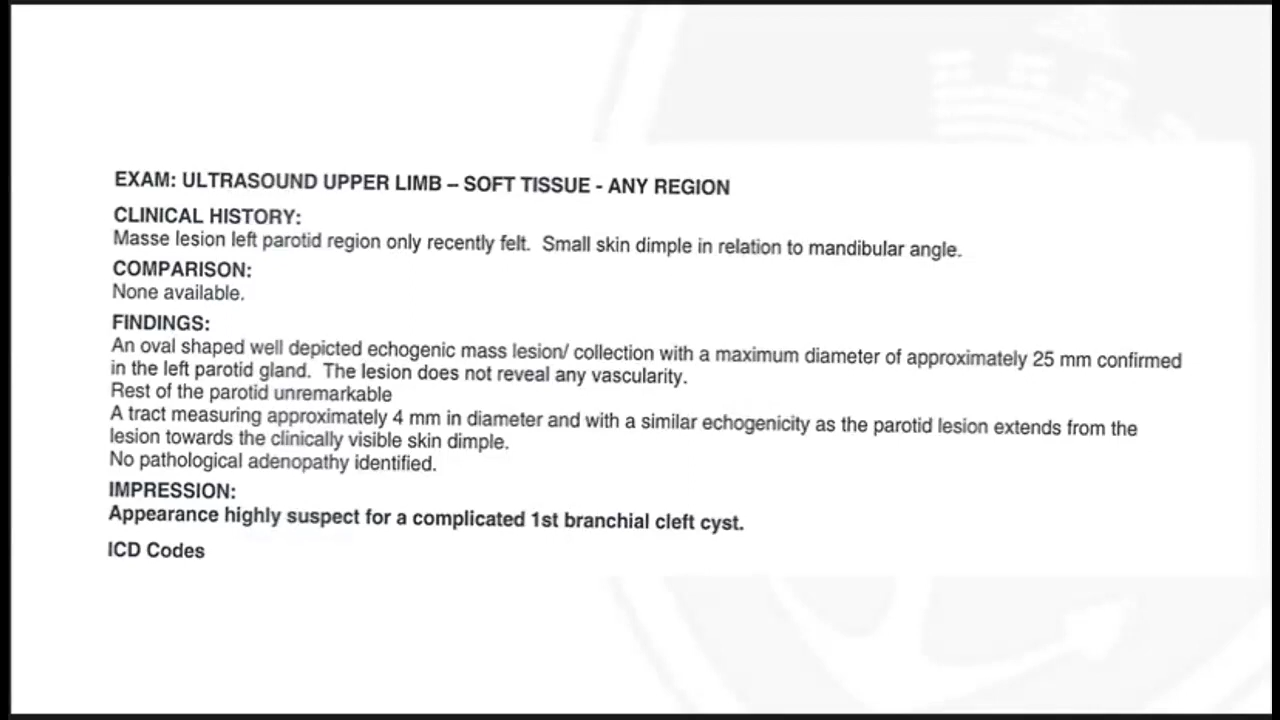 EXAM: ULTRASOUND UPPER LIMB – SOFT TISSUE - ANY REGION
CLINICAL HISTORY:
Masse lesion left parotid region only recently felt. Small skin dimple in relation to mandibular angle.
COMPARISON:
None available.
FINDINGS:
An oval shaped well depicted echogenic mass lesion/ collection with a maximum diameter of approximately 25 mm confirmed
in the left parotid gland. The lesion does not reveal any vascularity.
Rest of the parotid unremarkable
A tract measuring approximately 4 mm in diameter and with a similar echogenicity as the parotid lesion extends from the
lesion towards the clinically visible skin dimple.
No pathological adenopathy identified.
IMPRESSION:
Appearance highly suspect for a complicated 1st branchial cleft cyst.
ICD Codes